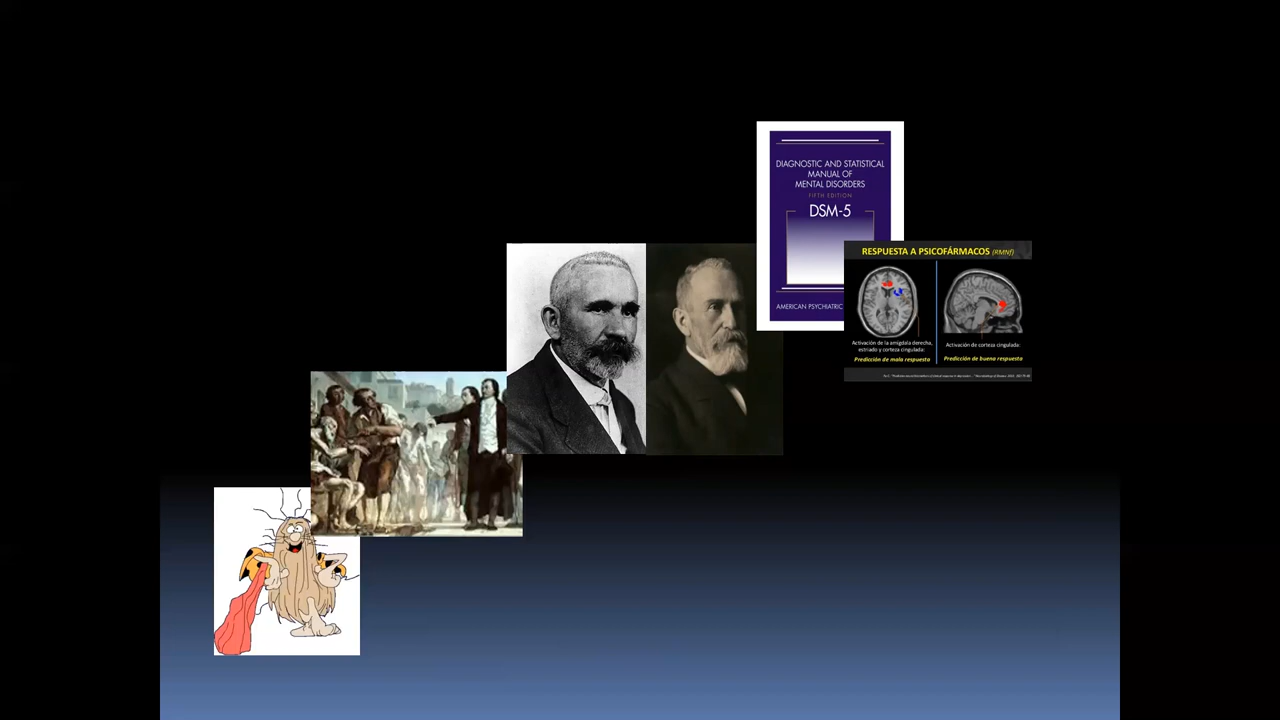 DIAGNOSTIC AND STATISTICAL
MANUAL OF
MENTAL DISORDERS
FIFTH EDITION
DSM-5
AMERICAN PSYCHIATRIC
RESPUESTA A PSICOFÁRMACOS (RMNf)
Activación de la amígdala derecha,
estriado y corteza cingulada:
Predicción de mala respuesta
Activación de corteza cingulada:
Predicción de buena respuesta